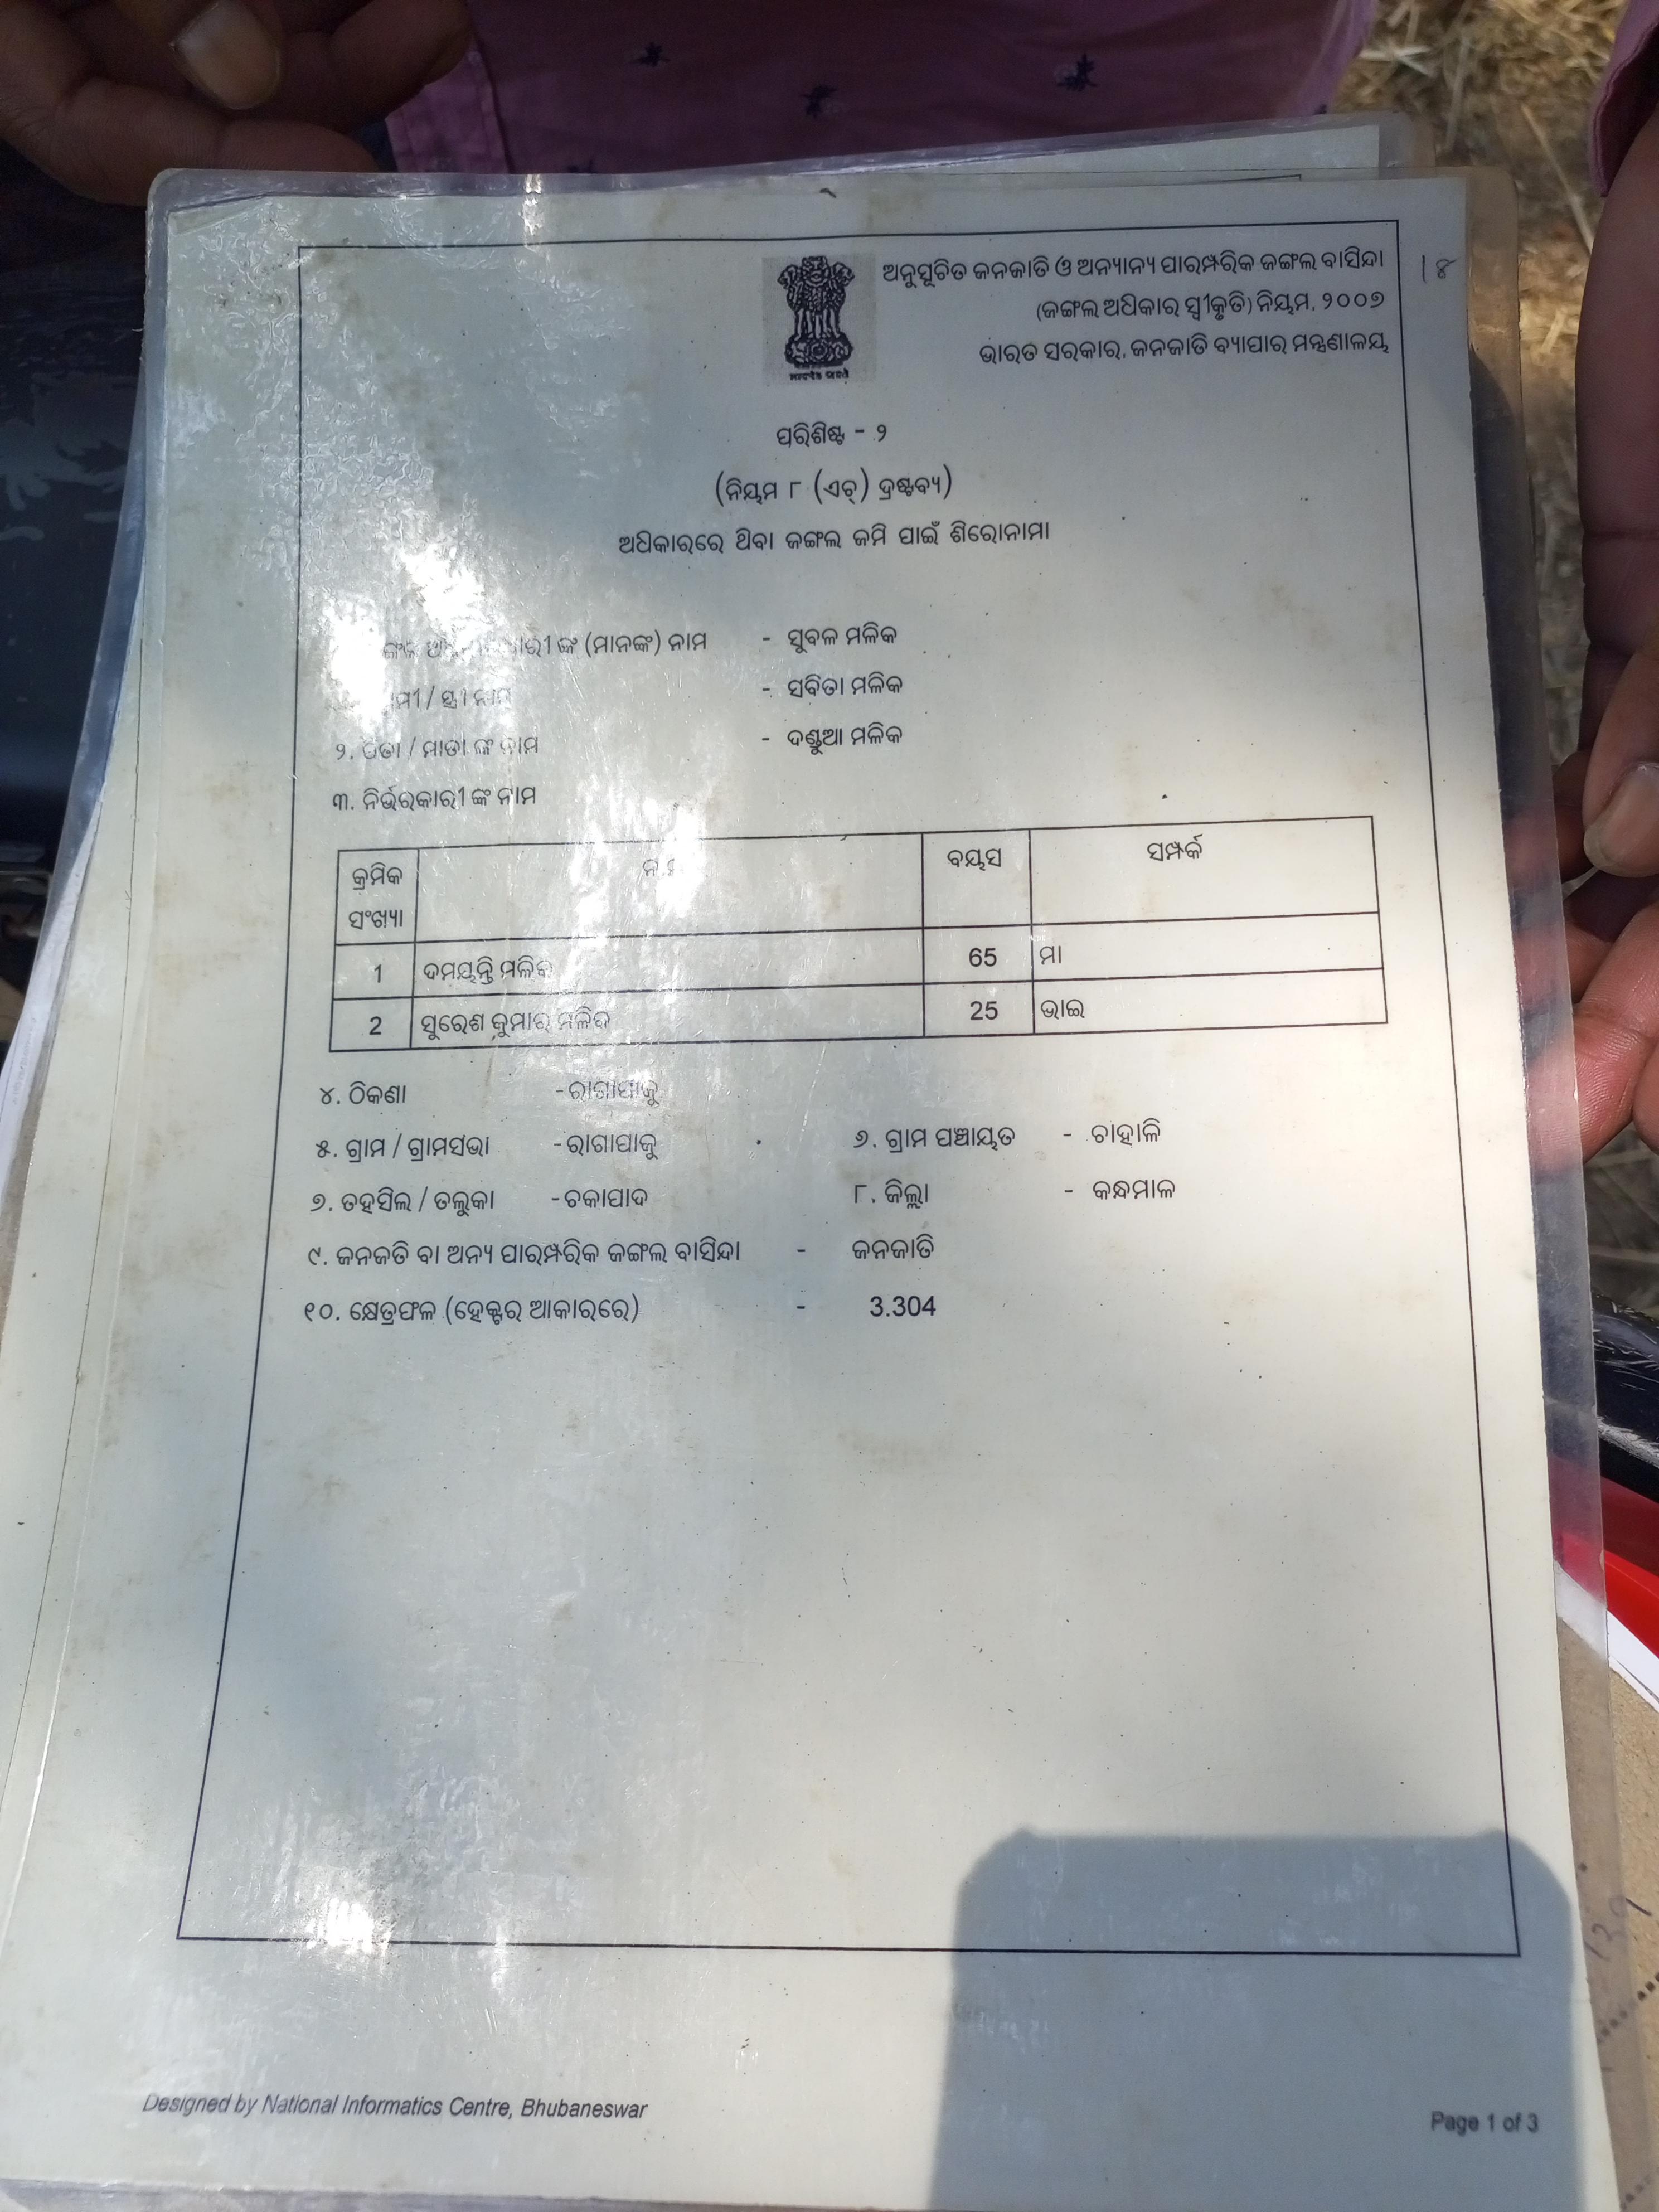 ଅନୁସୂଚିତ ଜନଜାତି ଓ ଅନ୍ୟାନ୍ୟ ପାରମ୍ପରିକ ଜଙ୍ଗଲ ବାସିନ୍ଦା
(ଜଙ୍ଗଲ ଅଧିକାର ସ୍ଵୀକୃତି) ନିୟମ, ୨୦୦୭
ଭାରତ ସରକାର, ଜନଜାତି ବ୍ୟାପାର ମନ୍ତ୍ରଣାଳୟ
୧୪
ପରିଶିଷ୍ଟ - ୨
(ନିୟମ ୮ (ଏଚ୍) ଦ୍ରଷ୍ଟବ୍ୟ)
ଅଧିକାରରେ ଥିବା ଜଙ୍ଗଲ ଜମି ପାଇଁ ଶିରୋନାମା
ଙ୍କ (ମାନଙ୍କ) ନାମ - ସୁବଳ ମଳିକ
/ ସ୍ତ୍ରୀ ନାମ - ସବିତା ମଳିକ
୨. ପିତା / ମାତା ଙ୍କ ନାମ - ଦଣ୍ଡୁଆ ମଳିକ
୩. ନିର୍ଭରକାରୀ ଙ୍କ ନାମ
କ୍ରମିକ ସଂଖ୍ୟା ବୟସ ସମ୍ପର୍କ
1 ଦମୟନ୍ତି ମଳିକ 65 ମା
2 ସୁରେଶ କୁମାର ମଳିକ 25 ଭାଇ
୪. ଠିକଣା - ରାଗାପାଜୁ
୫. ଗ୍ରାମ / ଗ୍ରାମସଭା - ରାଗାପାଜୁ ୬. ଗ୍ରାମ ପଞ୍ଚାୟତ - ଚାହାଳି
୭. ତହସିଲ / ତଲୁକା - ଚକାପାଦ ୮. ଜିଲ୍ଲା - କନ୍ଧମାଳ
୯. ଜନଜତି ବା ଅନ୍ୟ ପାରମ୍ପରିକ ଜଙ୍ଗଲ ବାସିନ୍ଦା - ଜନଜାତି
୧୦. କ୍ଷେତ୍ରଫଳ (ହେକ୍ଟର ଆକାରରେ) - 3.304
Designed by National Informatics Centre, Bhubaneswar
Page 1 of 3